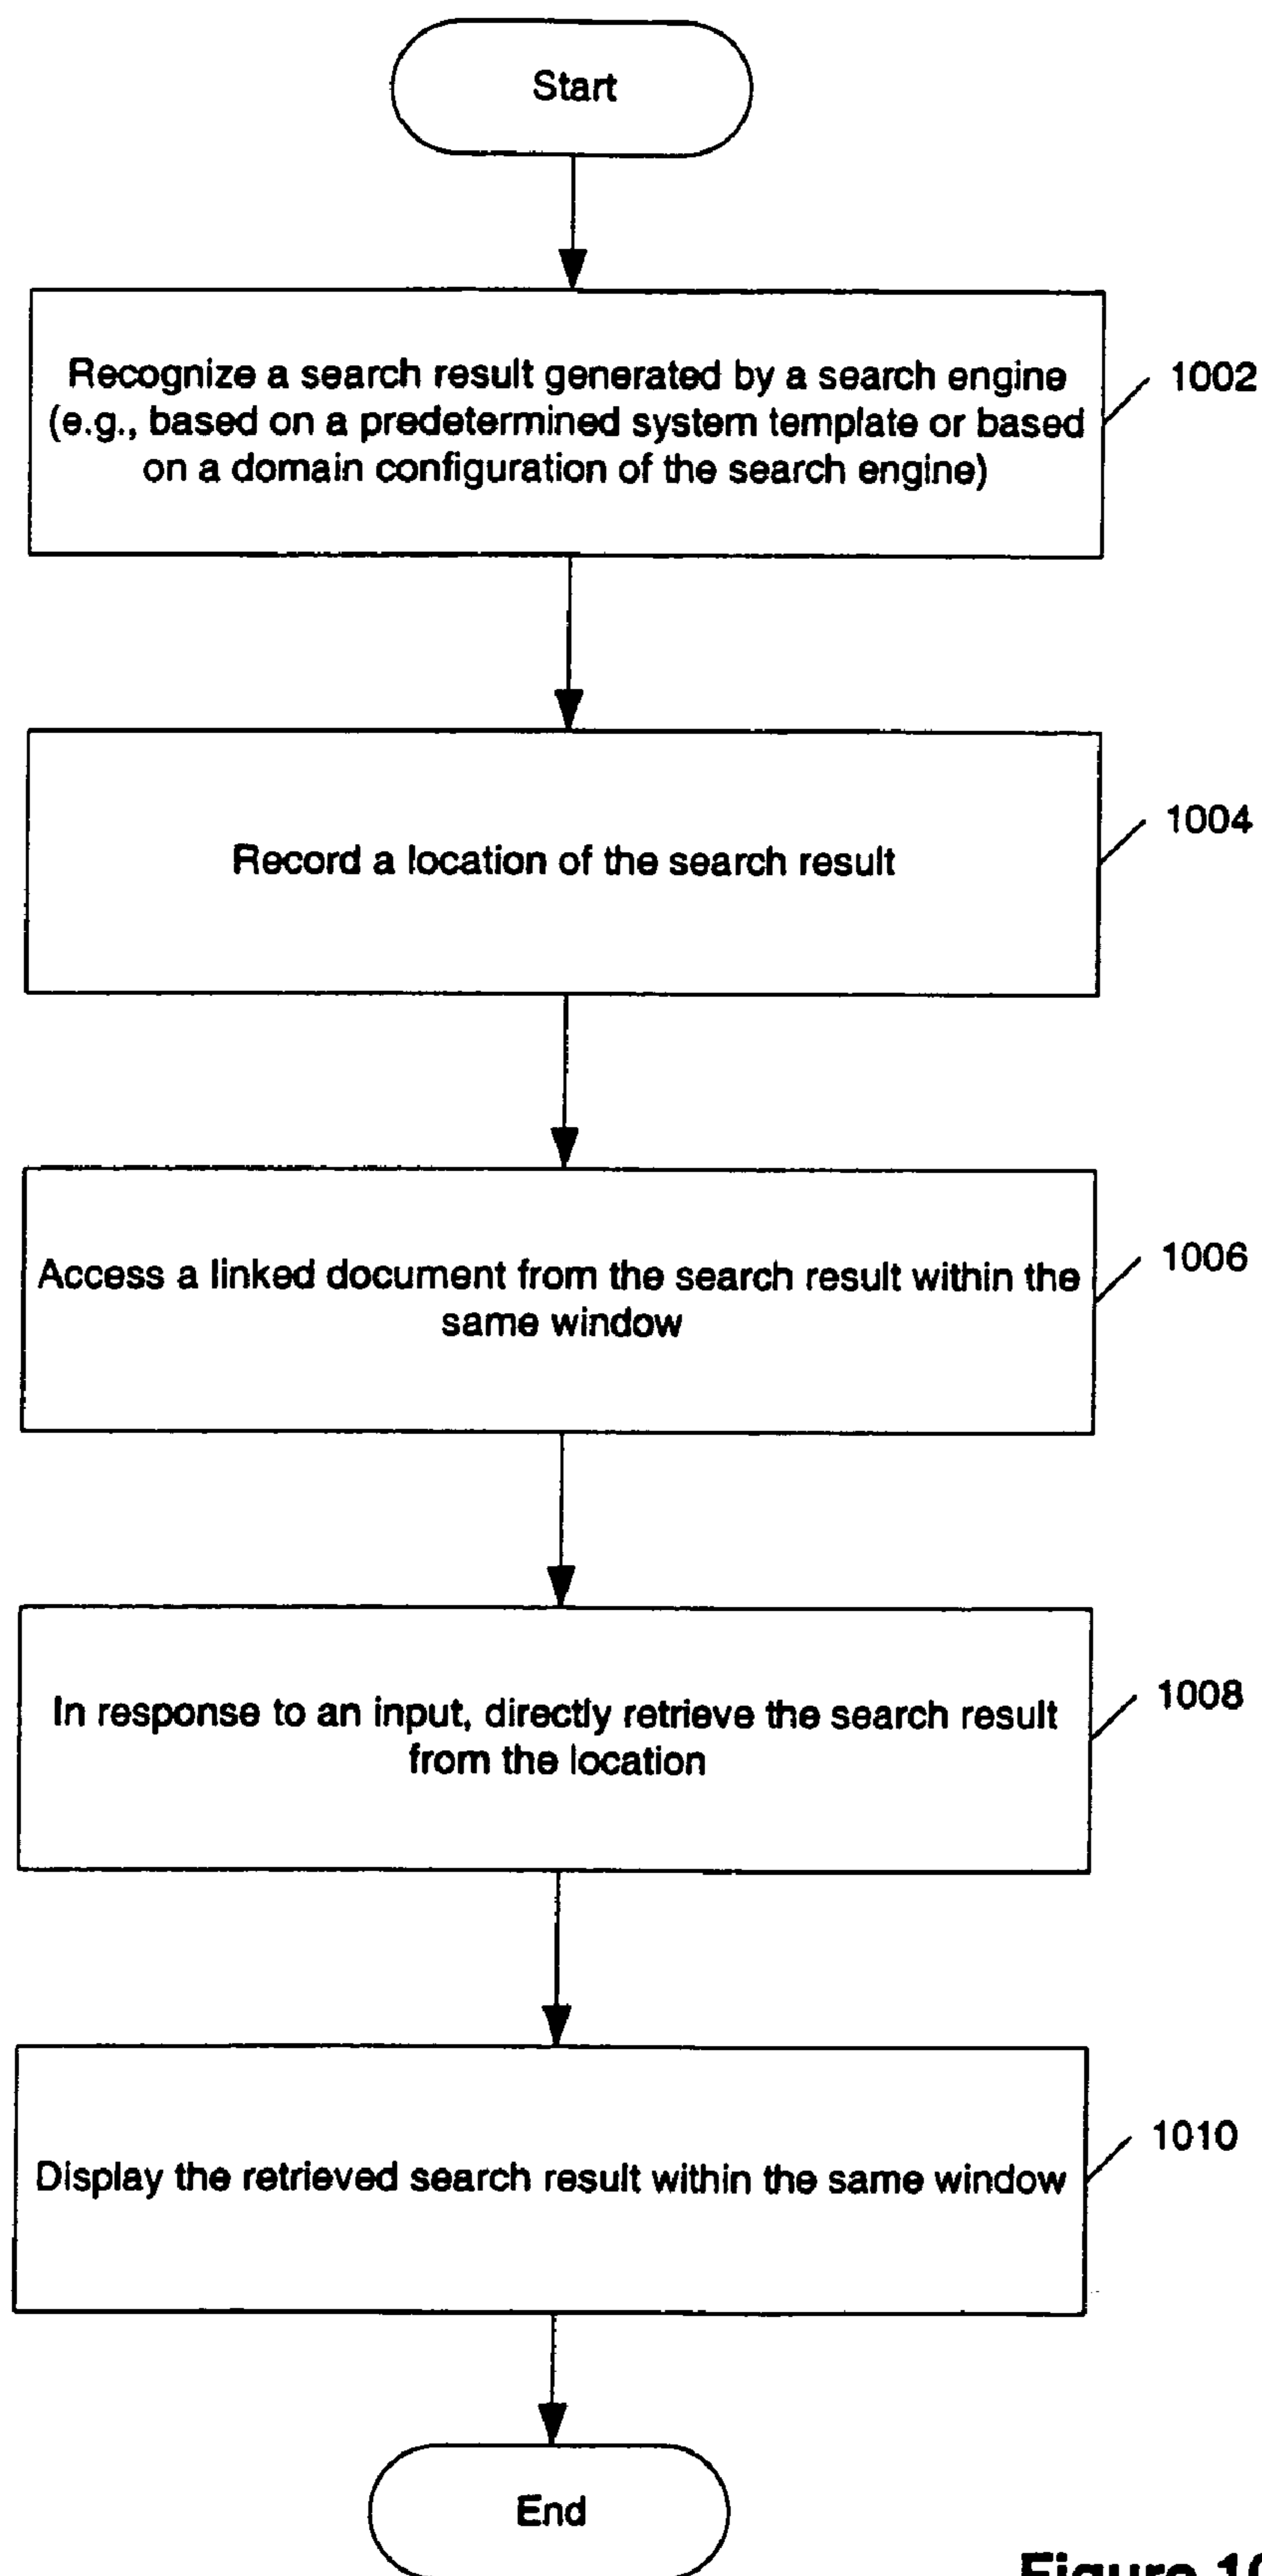 Start
Recognize a search result generated by a search engine
(e.g., based on a predetermined system template or based
on a domain configuration of the search engine)
1002
Record a location of the search result
1004
Access a linked document from the search result within the
same window
1006
In response to an input, directly retrieve the search result
from the location
1008
Display the retrieved search result within the same window
1010
End
Figure 10